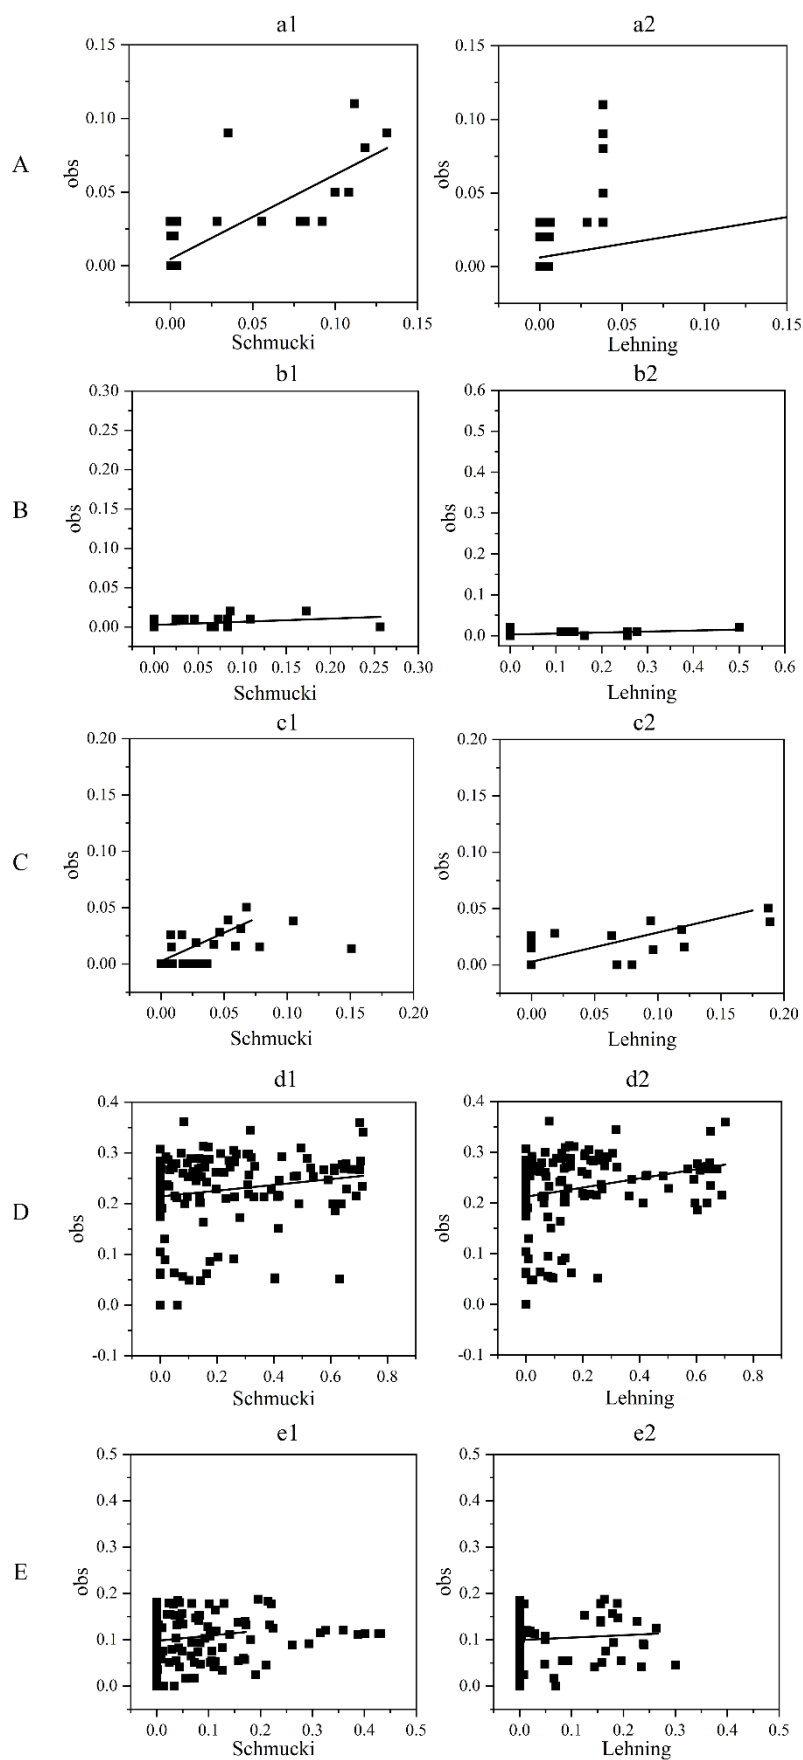 a1 a2
0.15 0.15
0.10 0.10
A obs obs
0.05 0.05
0.00 0.00
0.00 0.05 0.10 0.15 0.00 0.05 0.10 0.15
Schmucki Lehning
b1 b2
0.30 0.6
0.25 0.5
0.20 0.4
B obs obs
0.15 0.3
0.10 0.2
0.05 0.1
0.00 0.0
0.00 0.05 0.10 0.15 0.20 0.25 0.30 0.0 0.1 0.2 0.3 0.4 0.5 0.6
Schmucki Lehning
c1 c2
0.20 0.20
0.15 0.15
C obs obs
0.10 0.10
0.05 0.05
0.00 0.00
0.00 0.05 0.10 0.15 0.20 0.00 0.05 0.10 0.15 0.20
Schmucki Lehning
d1 d2
0.4 0.4
0.3 0.3
0.2 0.2
D obs obs
0.1 0.1
0.0 0.0
-0.1 -0.1
0.0 0.2 0.4 0.6 0.8 0.0 0.2 0.4 0.6 0.8
Schmucki Lehning
e1 e2
0.5 0.5
0.4 0.4
0.3 0.3
E obs obs
0.2 0.2
0.1 0.1
0.0 0.0
0.0 0.1 0.2 0.3 0.4 0.5 0.0 0.1 0.2 0.3 0.4 0.5
Schmucki Lehning